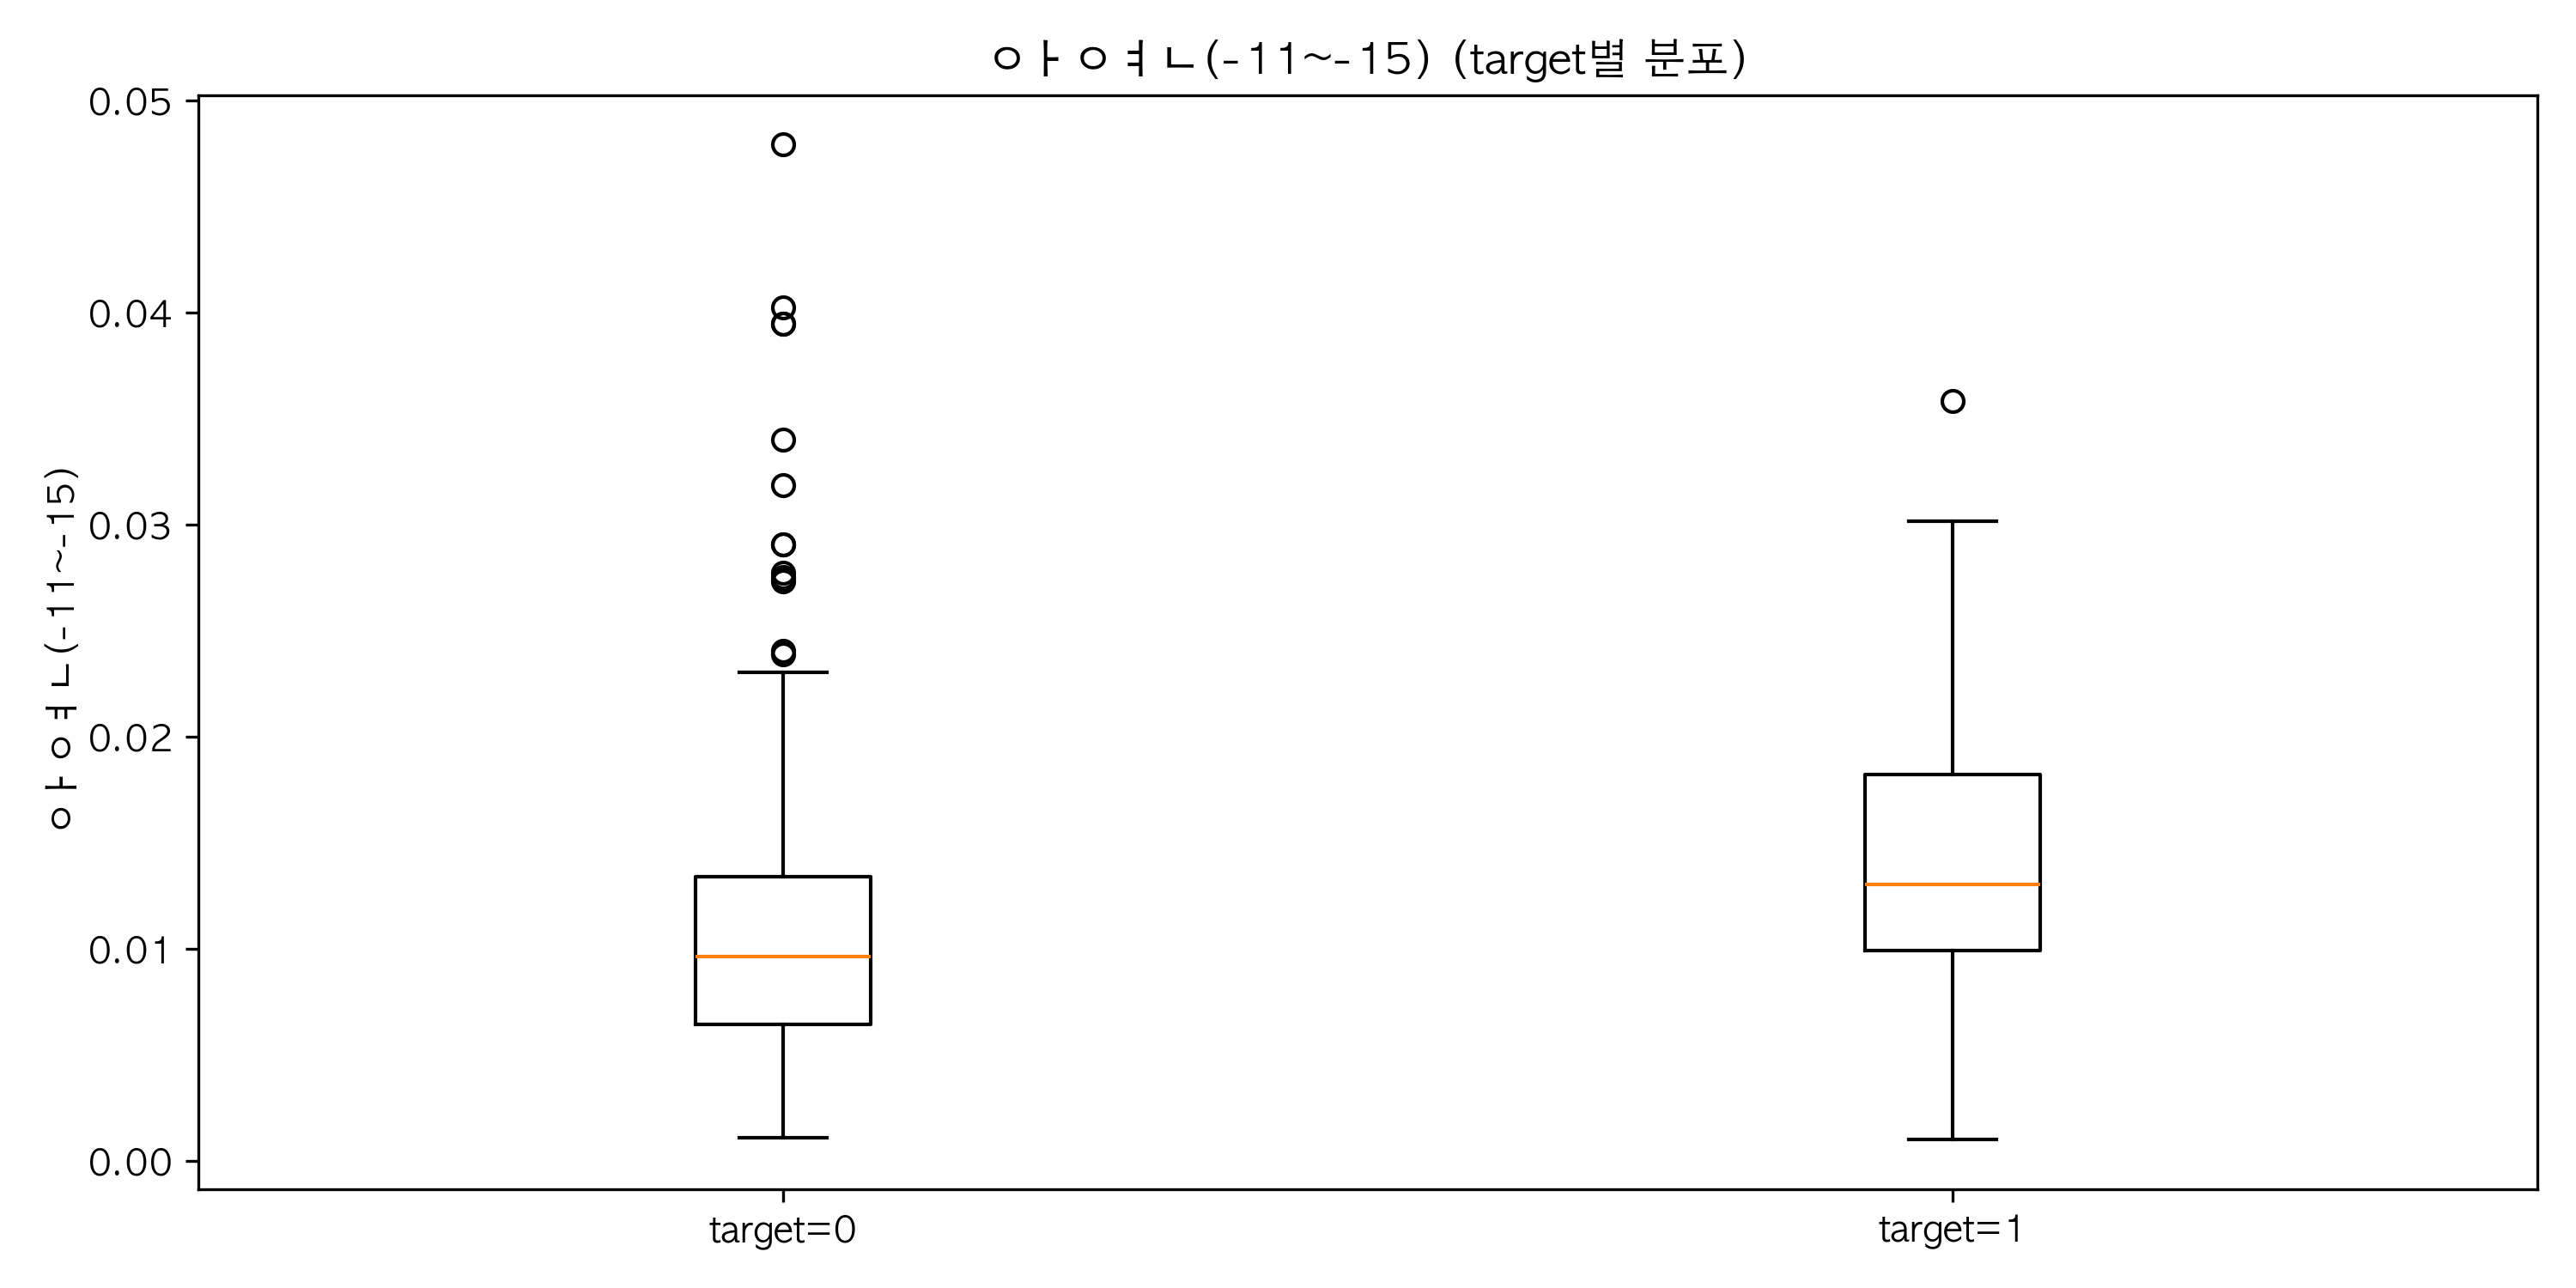 ㅇㅏㅇㅕㄴ(-11~-15) (target별 분포)
ㅇㅏㅇㅕㄴ(-11~-15)
0.05
0.04
0.03
0.02
0.01
0.00
target=0
target=1